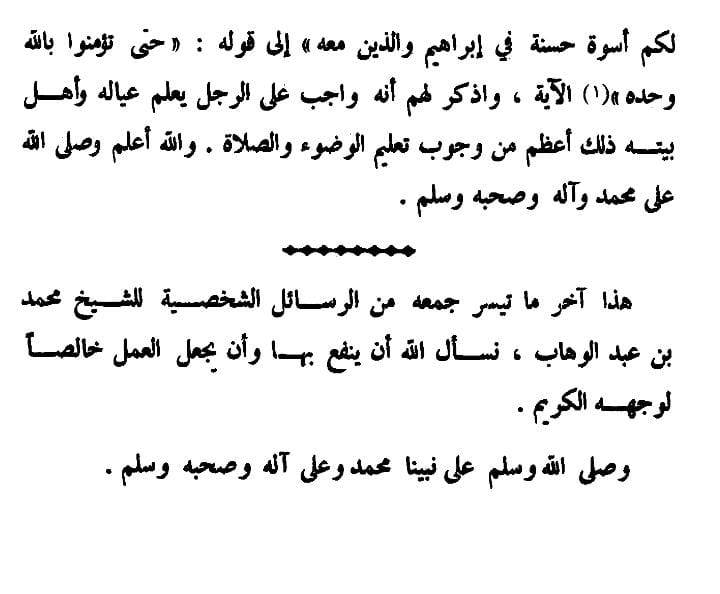 لكم أسوة حسنة في إبراهيم والذين معه» إلى قوله : «حتى تؤمنوا بالله
وحده»(١) الآية ، واذكر لهم أنه واجب على الرجل يعلم عياله وأهل
بيته ذلك أعظم من وجوب تعليم الوضوء والصلاة . والله أعلم وصلى الله
على محمد وآله وصحبه وسلم .
هذا آخر ما تيسر جمعه من الرسائل الشخصية للشيخ محمد
بن عبد الوهاب ، نسأل الله أن ينفع بها وأن يجعل العمل خالصاً
لوجهه الكريم .
وصلى الله وسلم على نبينا محمد وعلى آله وصحبه وسلم .